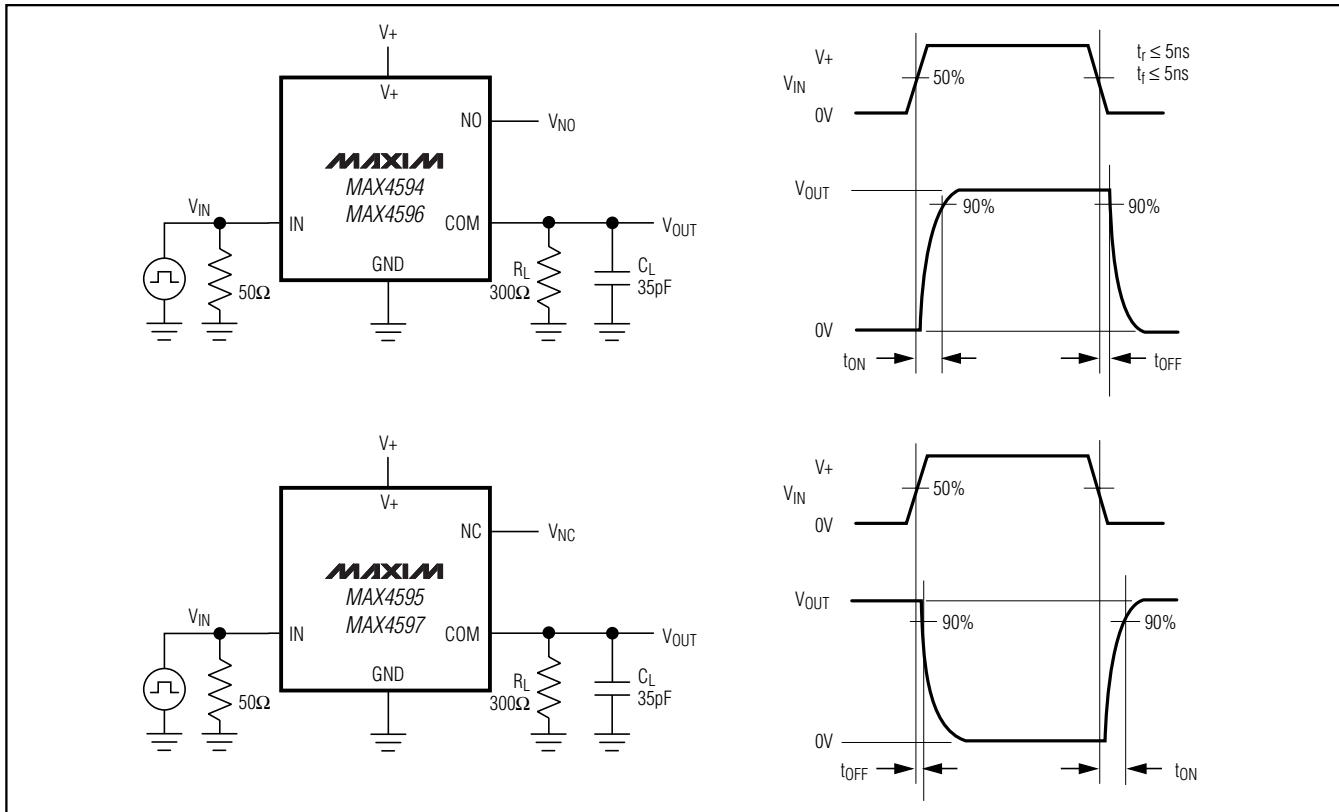 V+
V+
NO
VNO
MAXIM
MAX4594
MAX4596
VIN
IN
COM
VOUT
GND
50Ω
RL
300Ω
CL
35pF
V+
VIN
0V
50%
tr ≤ 5ns
tf ≤ 5ns
VOUT
90%
90%
0V
tON
tOFF
V+
V+
NC
VNC
MAXIM
MAX4595
MAX4597
VIN
IN
COM
VOUT
GND
50Ω
RL
300Ω
CL
35pF
V+
VIN
0V
50%
VOUT
90%
90%
0V
tOFF
tON